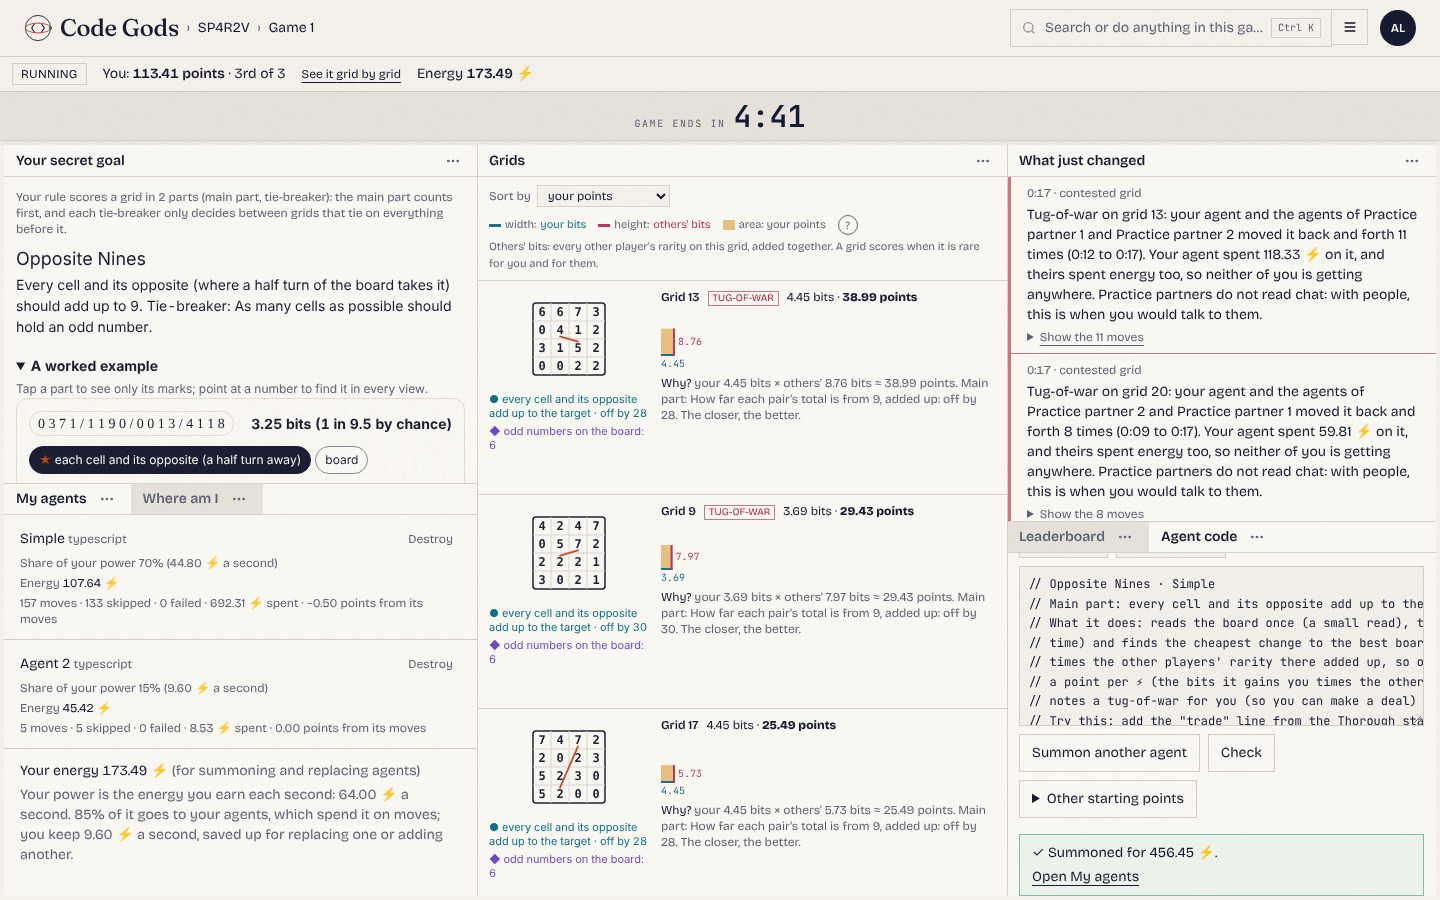 Code Gods › SP4R2V › Game 1
Search or do anything in this ga... Ctrl K ☰ AL
RUNNING You: 113.41 points · 3rd of 3 See it grid by grid Energy 173.49 ⚡
GAME ENDS IN 4:41
Your secret goal ···
Your rule scores a grid in 2 parts (main part, tie-breaker): the main part counts
first, and each tie-breaker only decides between grids that tie on everything
before it.
Opposite Nines
Every cell and its opposite (where a half turn of the board takes it)
should add up to 9. Tie-breaker: As many cells as possible should
hold an odd number.
▼ A worked example
Tap a part to see only its marks; point at a number to find it in every view.
0371/1190/0013/4118 3.25 bits (1 in 9.5 by chance)
★ each cell and its opposite (a half turn away) board
My agents ··· Where am I ···
Simple typescript Destroy
Share of your power 70% (44.80 ⚡ a second)
Energy 107.64 ⚡
157 moves · 133 skipped · 0 failed · 692.31 ⚡ spent · −0.50 points from its
moves
Agent 2 typescript Destroy
Share of your power 15% (9.60 ⚡ a second)
Energy 45.42 ⚡
5 moves · 5 skipped · 0 failed · 8.53 ⚡ spent · 0.00 points from its moves
Your energy 173.49 ⚡ (for summoning and replacing agents)
Your power is the energy you earn each second: 64.00 ⚡ a
second. 85% of it goes to your agents, which spend it on moves;
you keep 9.60 ⚡ a second, saved up for replacing one or adding
another.
Grids ···
Sort by your points
width: your bits height: others' bits area: your points ?
Others' bits: every other player's rarity on this grid, added together. A grid scores when it is rare
for you and for them.
Grid 13 TUG-OF-WAR 4.45 bits · 38.99 points
6 6 7 3
0 4 1 2
3 1 5 2
0 0 2 2
8.76
4.45
● every cell and its opposite
add up to the target · off by 28
◆ odd numbers on the board:
6
Why? your 4.45 bits × others' 8.76 bits ≈ 38.99 points. Main
part: How far each pair's total is from 9, added up: off by
28. The closer, the better.
Grid 9 TUG-OF-WAR 3.69 bits · 29.43 points
4 2 4 7
0 5 7 2
2 2 2 1
3 0 2 1
7.97
3.69
● every cell and its opposite
add up to the target · off by 30
◆ odd numbers on the board:
6
Why? your 3.69 bits × others' 7.97 bits ≈ 29.43 points. Main
part: How far each pair's total is from 9, added up: off by
30. The closer, the better.
Grid 17 4.45 bits · 25.49 points
7 4 7 2
2 0 2 3
5 2 3 0
5 2 0 0
5.73
4.45
● every cell and its opposite
add up to the target · off by 28
◆ odd numbers on the board:
6
Why? your 4.45 bits × others' 5.73 bits ≈ 25.49 points. Main
part: How far each pair's total is from 9, added up: off by
28. The closer, the better.
What just changed ···
0:17 · contested grid
Tug-of-war on grid 13: your agent and the agents of Practice
partner 1 and Practice partner 2 moved it back and forth 11
times (0:12 to 0:17). Your agent spent 118.33 ⚡ on it, and
theirs spent energy too, so neither of you is getting
anywhere. Practice partners do not read chat: with people,
this is when you would talk to them.
▶ Show the 11 moves
0:17 · contested grid
Tug-of-war on grid 20: your agent and the agents of
Practice partner 2 and Practice partner 1 moved it back and
forth 8 times (0:09 to 0:17). Your agent spent 59.81 ⚡ on it,
and theirs spent energy too, so neither of you is getting
anywhere. Practice partners do not read chat: with people,
this is when you would talk to them.
▶ Show the 8 moves
Leaderboard ··· Agent code ···
// Opposite Nines · Simple
// Main part: every cell and its opposite add up to the
// What it does: reads the board once (a small read), t
// time) and finds the cheapest change to the best boar
// times the other players' rarity there added up, so o
// a point per ⚡ (the bits it gains you times the other
// notes a tug-of-war for you (so you can make a deal)
// Try this: add the "trade" line from the Thorough sta
Summon another agent Check
▶ Other starting points
✓ Summoned for 456.45 ⚡.
Open My agents